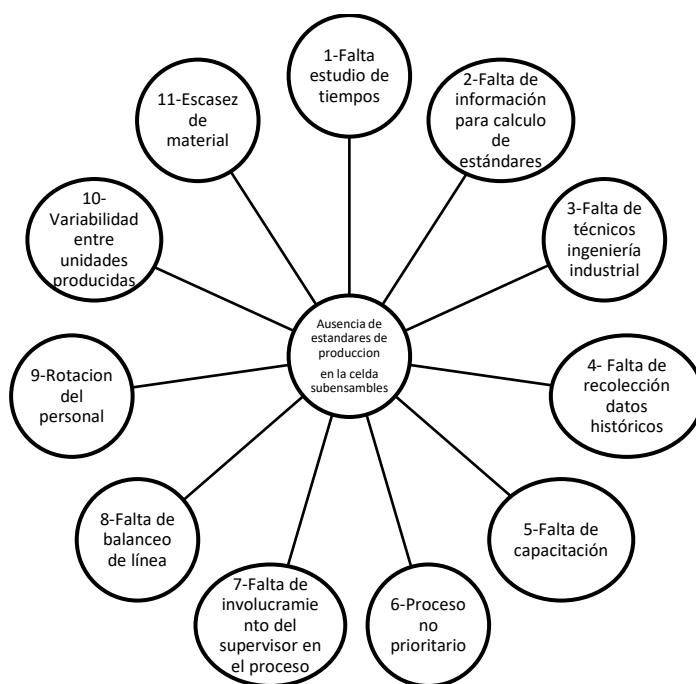 1-Falta
estudio de
tiempos
2-Falta de
información
para calculo
de
estándares
3-Falta de
técnicos
ingeniería
industrial
4- Falta de
recolección
datos
históricos
5-Falta de
capacitación
6-Proceso
no
prioritario
7-Falta de
involucramie
nto del
supervisor en
el proceso
8-Falta de
balanceo
de línea
9-Rotacion
del
personal
10-
Variabilidad
entre
unidades
producidas
11-Escasez
de
material
Ausencia de
estandares de
produccion
en la celda
subensambles